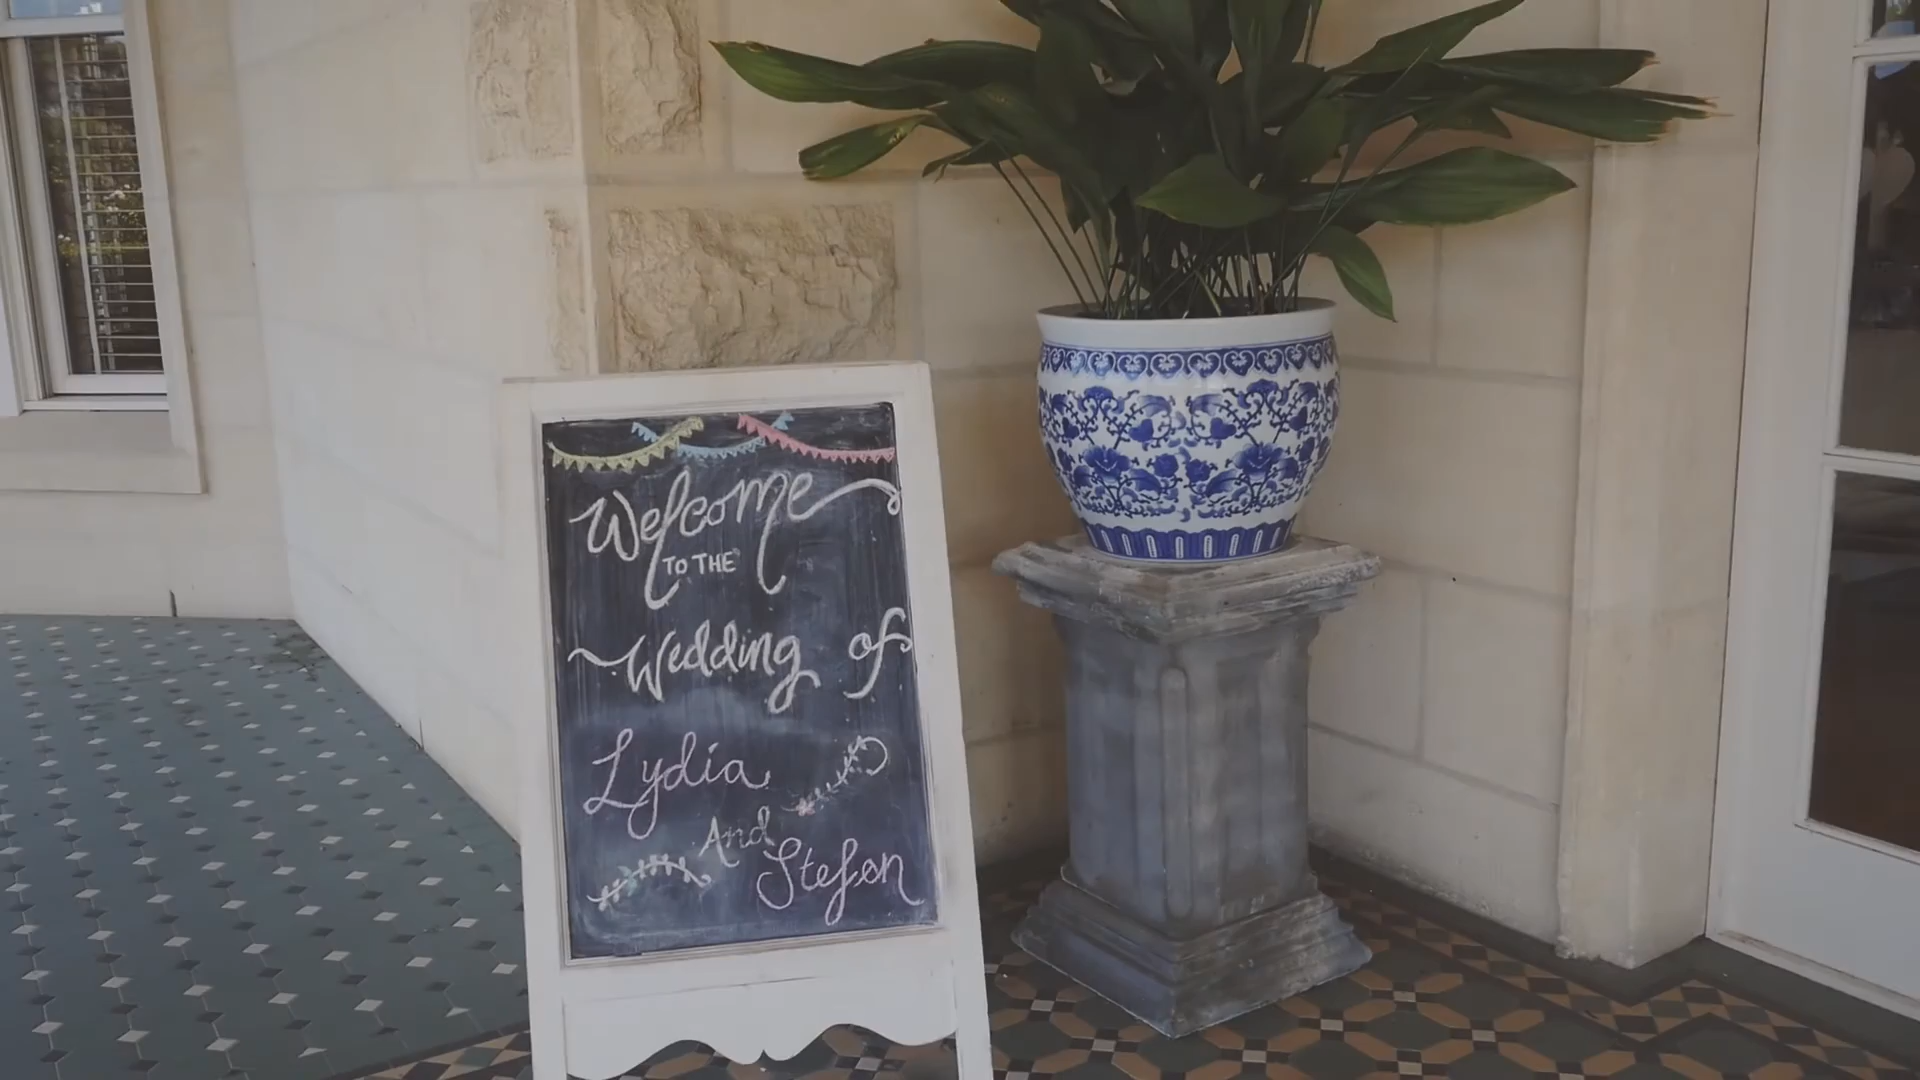 Welcome
TO THE
Wedding of
Lydia
And
Stefan